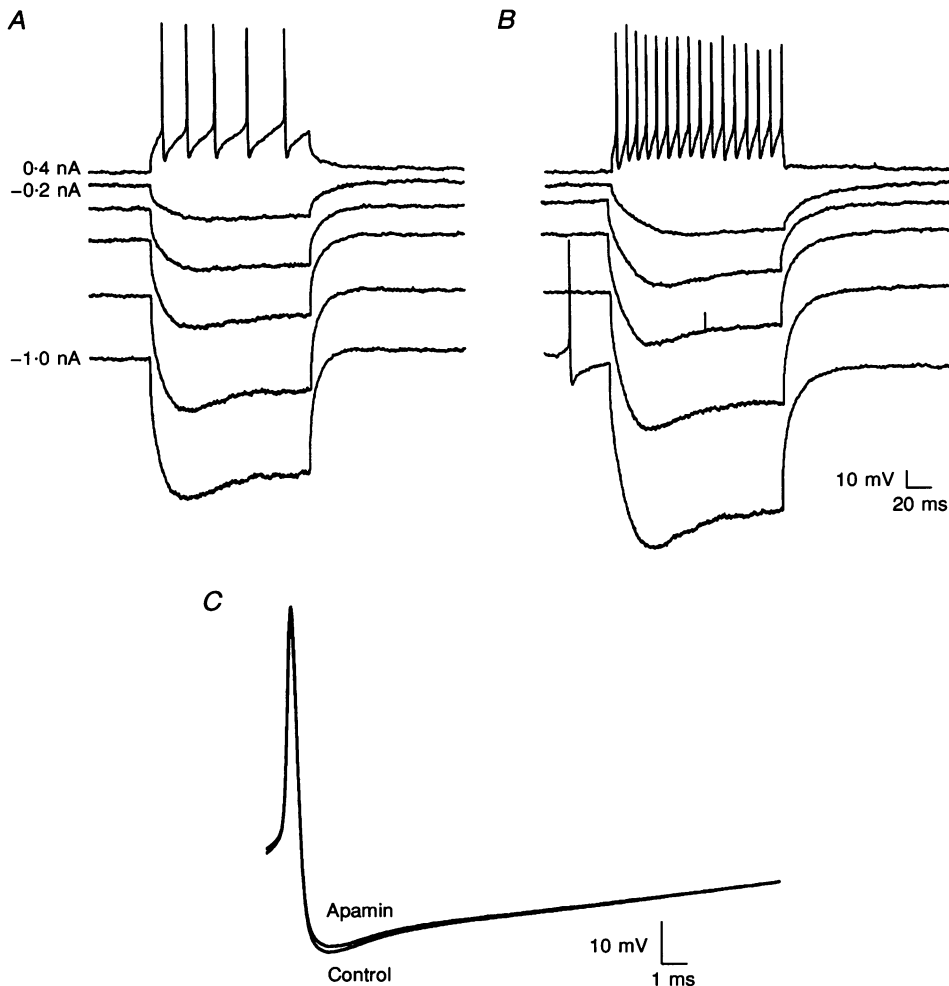 A
B
0·4 nA
−0·2 nA
−1·0 nA
10 mV
20 ms
C
Apamin
Control
10 mV
1 ms